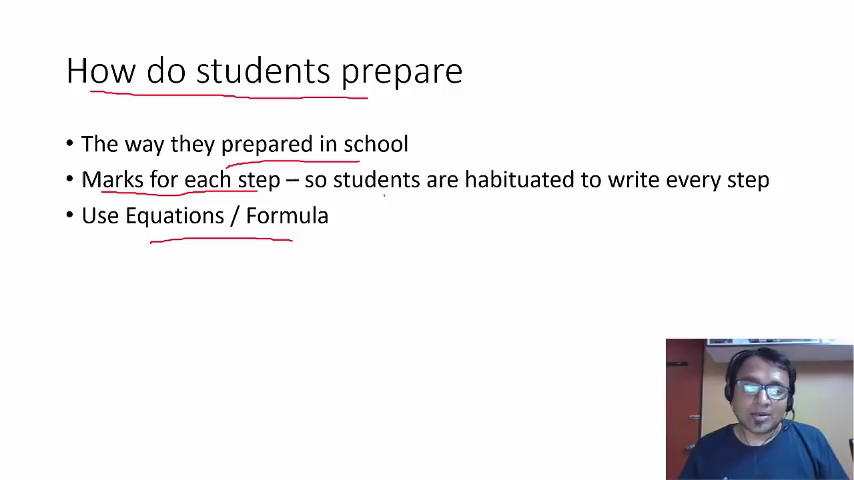 How do students prepare
• The way they prepared in school
• Marks for each step – so students are habituated to write every step
• Use Equations / Formula